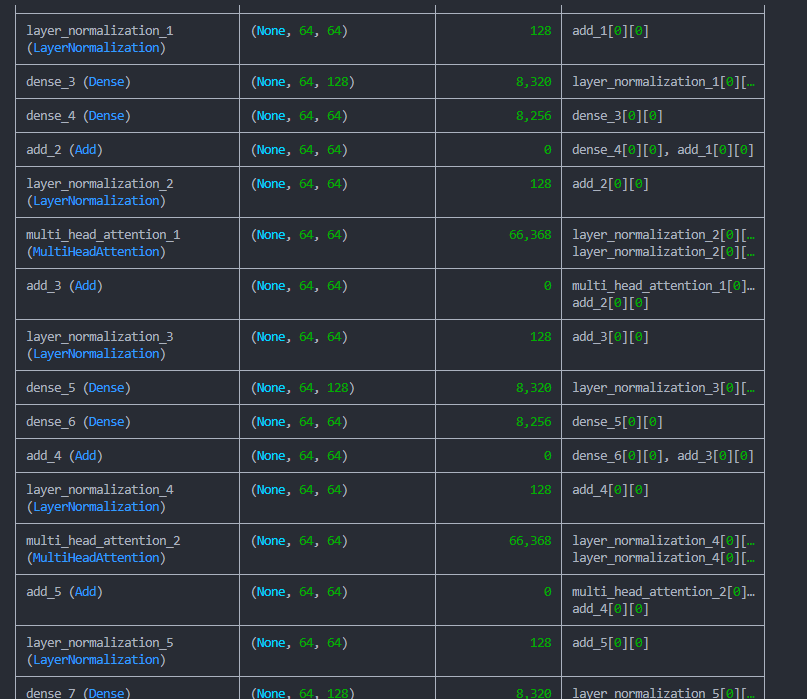 layer_normalization_1 (None, 64, 64) 128 add_1[0][0]
(LayerNormalization)
dense_3 (Dense) (None, 64, 128) 8,320 layer_normalization_1[0][…
dense_4 (Dense) (None, 64, 64) 8,256 dense_3[0][0]
add_2 (Add) (None, 64, 64) 0 dense_4[0][0], add_1[0][0]
layer_normalization_2 (None, 64, 64) 128 add_2[0][0]
(LayerNormalization)
multi_head_attention_1 (None, 64, 64) 66,368 layer_normalization_2[0][…
(MultiHeadAttention) layer_normalization_2[0][…
add_3 (Add) (None, 64, 64) 0 multi_head_attention_1[0]…
add_2[0][0]
layer_normalization_3 (None, 64, 64) 128 add_3[0][0]
(LayerNormalization)
dense_5 (Dense) (None, 64, 128) 8,320 layer_normalization_3[0][…
dense_6 (Dense) (None, 64, 64) 8,256 dense_5[0][0]
add_4 (Add) (None, 64, 64) 0 dense_6[0][0], add_3[0][0]
layer_normalization_4 (None, 64, 64) 128 add_4[0][0]
(LayerNormalization)
multi_head_attention_2 (None, 64, 64) 66,368 layer_normalization_4[0][…
(MultiHeadAttention) layer_normalization_4[0][…
add_5 (Add) (None, 64, 64) 0 multi_head_attention_2[0]…
add_4[0][0]
layer_normalization_5 (None, 64, 64) 128 add_5[0][0]
(LayerNormalization)
dense_7 (Dense) (None, 64, 128) 8,320 layer_normalization_5[0][…